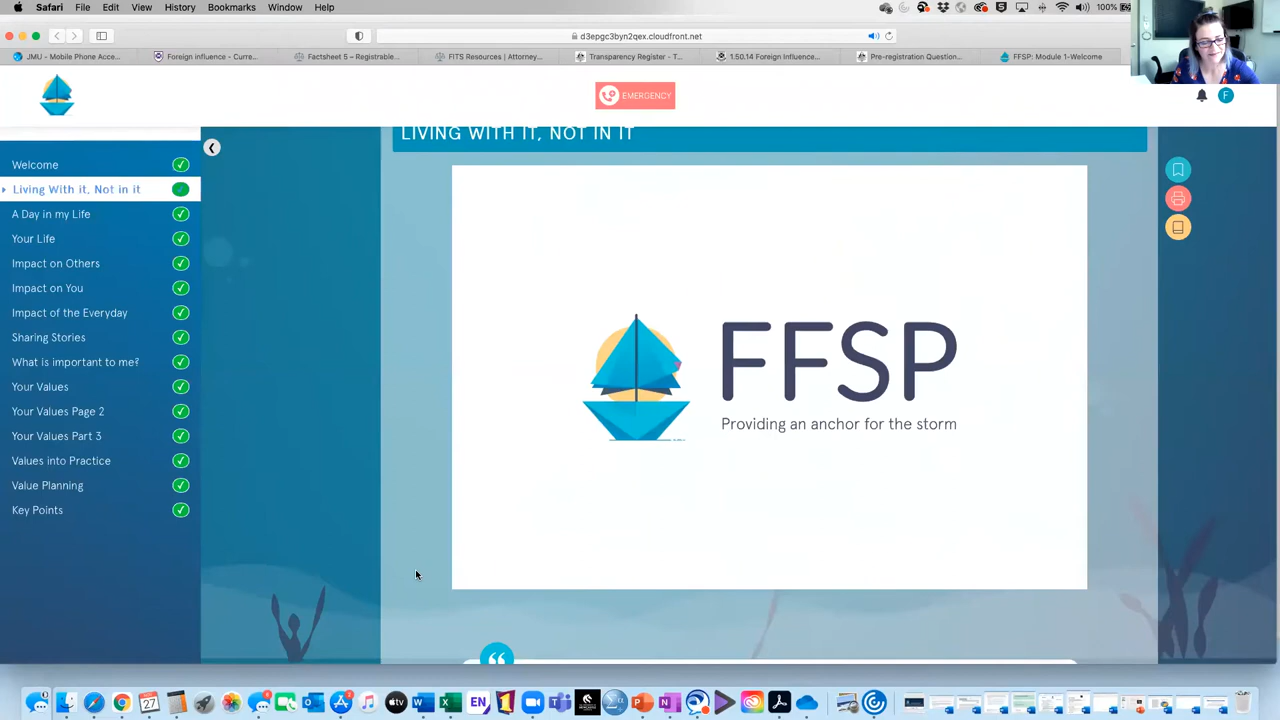 Safari File Edit View History Bookmarks Window Help 100%
d3epgc3byn2qex.cloudfront.net
JMU - Mobile Phone Acce... Foreign influence - Curre... Factsheet 5 – Registrable... FITS Resources | Attorney... Transparency Register - T... 1.50.14 Foreign Influence... Pre-registration Question... FFSP: Module 1-Welcome
EMERGENCY
F
LIVING WITH IT, NOT IN IT
Welcome
Living With it, Not in it
A Day in my Life
Your Life
Impact on Others
Impact on You
Impact of the Everyday
Sharing Stories
What is important to me?
Your Values
Your Values Page 2
Your Values Part 3
Values into Practice
Value Planning
Key Points
FFSP
Providing an anchor for the storm
27
EN